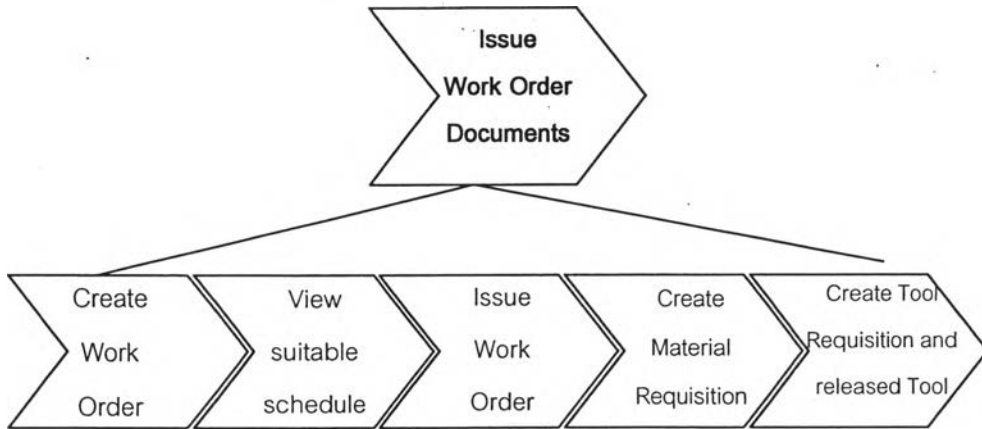 Issue
Work Order
Documents
Create
Work
Order
View
suitable
schedule
Issue
Work
Order
Create
Material
Requisition
Create Tool
Requisition and
released Tool